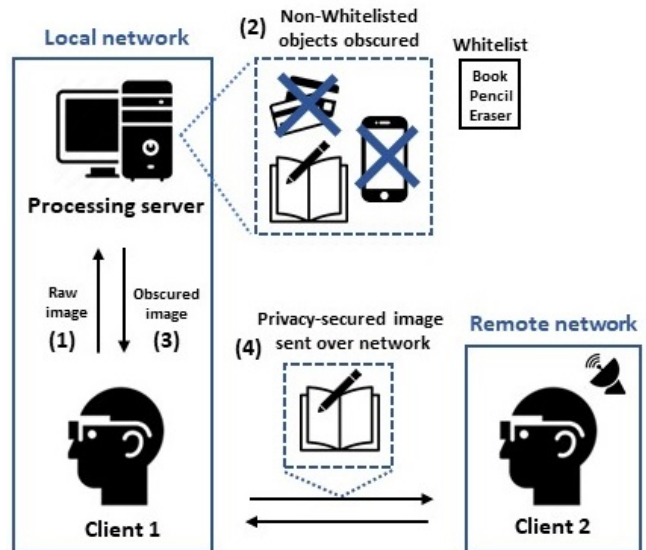 Local network
(2)
Non-Whitelisted
objects obscured
Whitelist
Book
Pencil
Eraser
Processing server
Raw
image
(1)
Obscured
image
(3)
(4)
Privacy-secured image
sent over network
Remote network
Client 1
Client 2